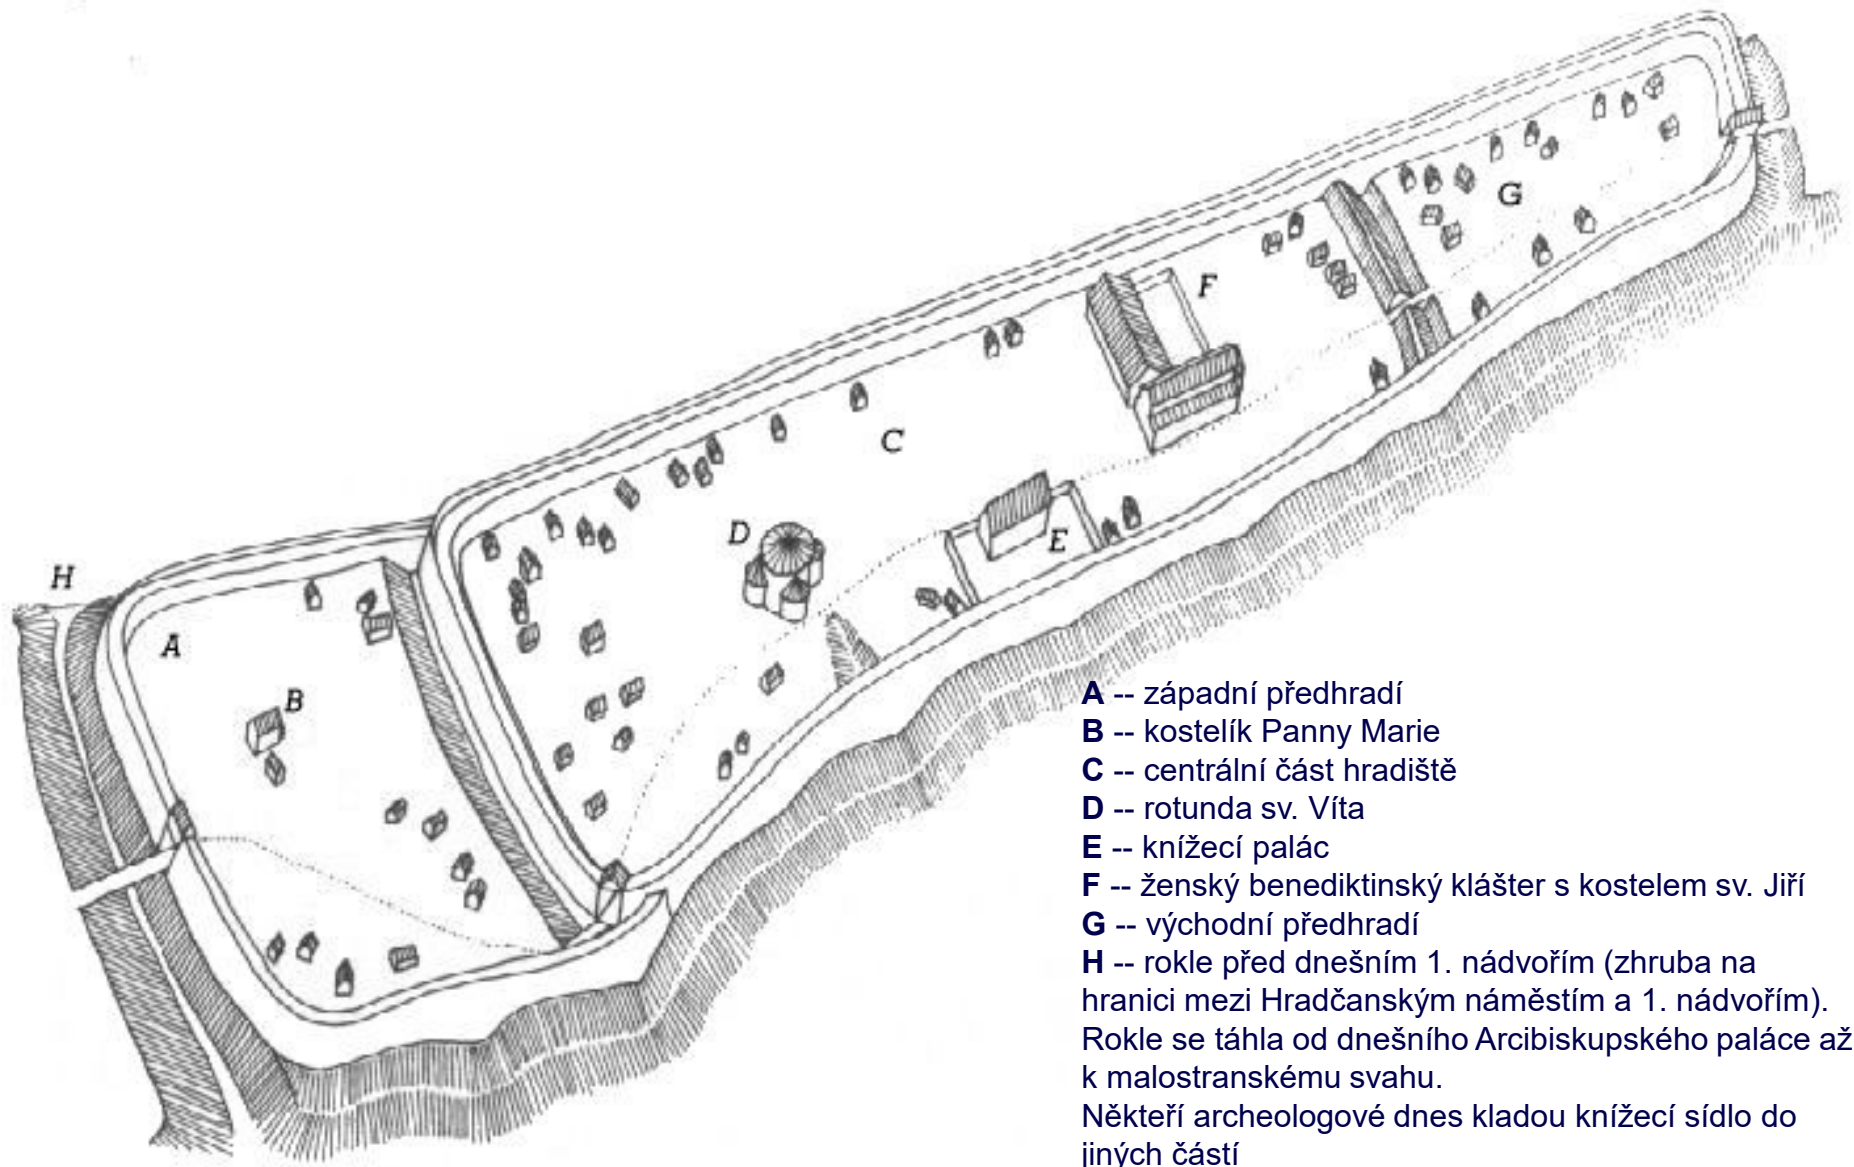 G
F
C
D
E
H
A
B
A -- západní předhradí
B -- kostelík Panny Marie
C -- centrální část hradiště
D -- rotunda sv. Víta
E -- knížecí palác
F -- ženský benediktinský klášter s kostelem sv. Jiří
G -- východní předhradí
H -- rokle před dnešním 1. nádvořím (zhruba na
hranici mezi Hradčanským náměstím a 1. nádvořím).
Rokle se táhla od dnešního Arcibiskupského paláce až
k malostranskému svahu.
Někteří archeologové dnes kladou knížecí sídlo do
jiných částí